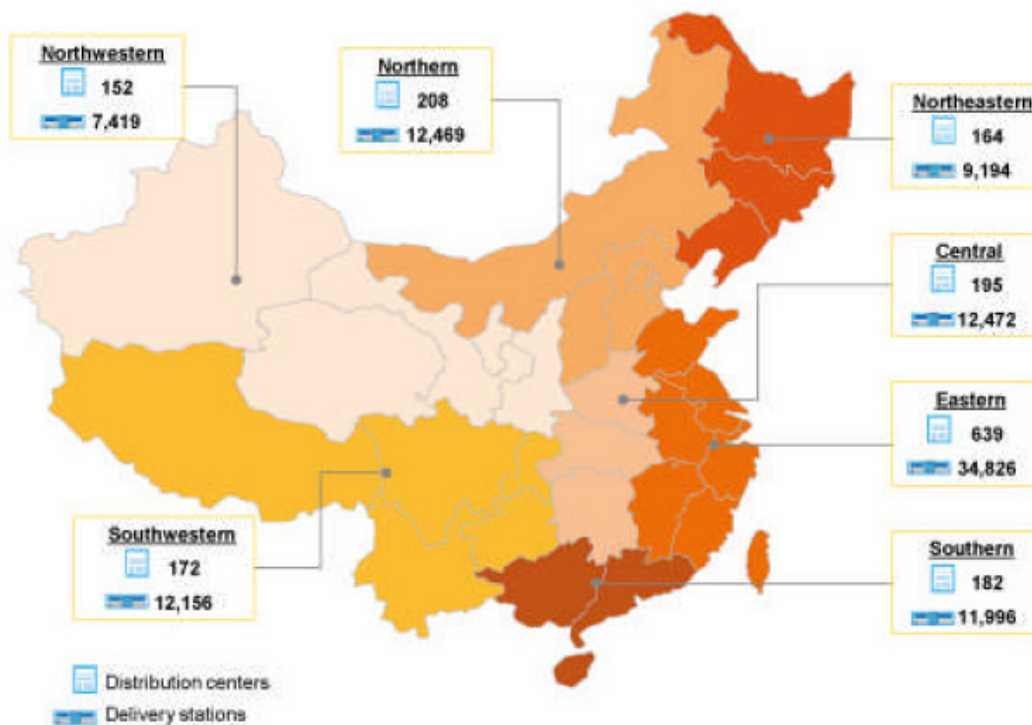 Northwestern
152
7,419
Northern
208
12,469
Northeastern
164
9,194
Central
195
12,472
Eastern
639
34,826
Southwestern
172
12,156
Southern
182
11,996
Distribution centers
Delivery stations